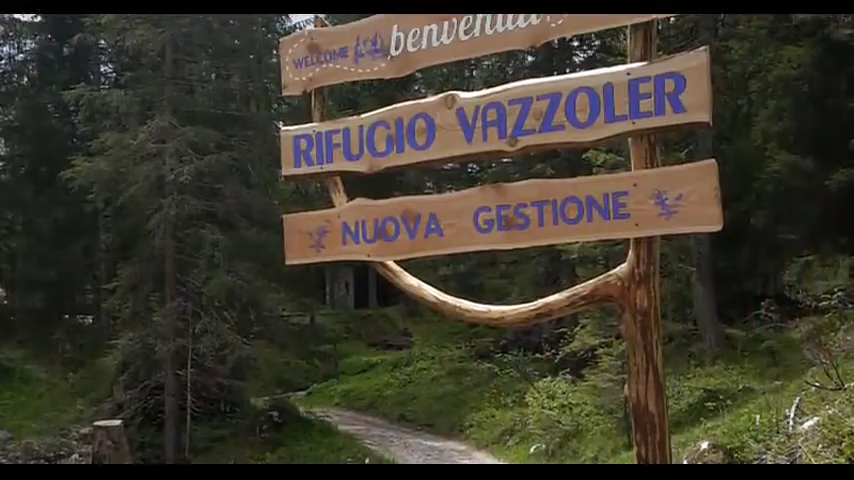 WELCOME benvenuti
RIFUGIO VAZZOLER
NUOVA GESTIONE